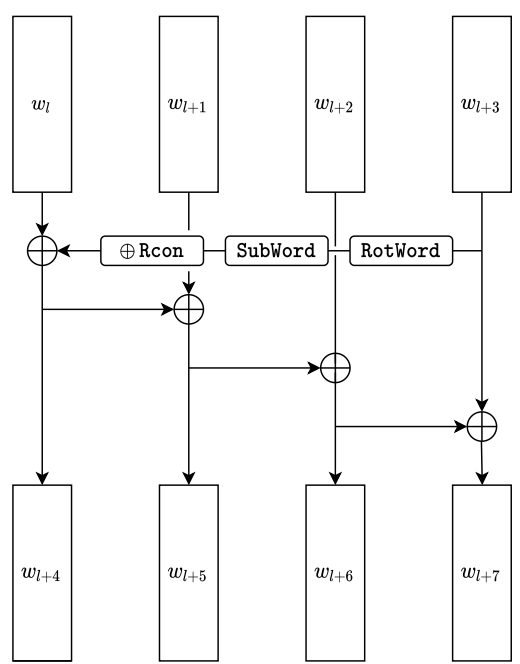 w_l w_{l+1} w_{l+2} w_{l+3}
⊕ Rcon SubWord RotWord
w_{l+4} w_{l+5} w_{l+6} w_{l+7}